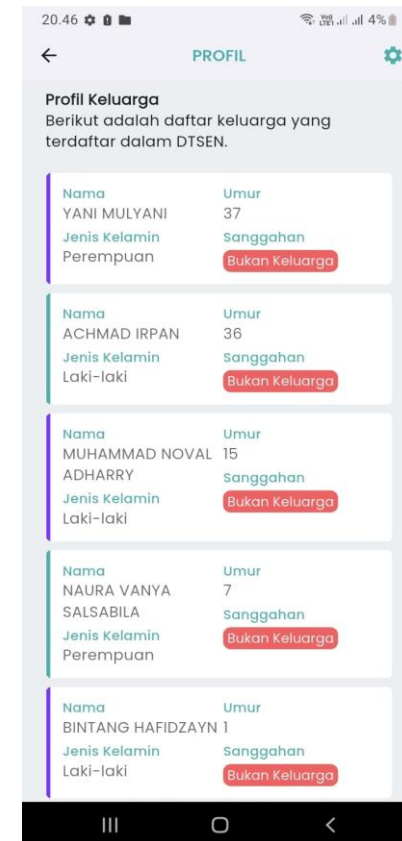 20.46 4%
PROFIL
Profil Keluarga
Berikut adalah daftar keluarga yang
terdaftar dalam DTSEN.
Nama Umur
YANI MULYANI 37
Jenis Kelamin Sanggahan
Perempuan Bukan Keluarga
Nama Umur
ACHMAD IRPAN 36
Jenis Kelamin Sanggahan
Laki-laki Bukan Keluarga
Nama Umur
MUHAMMAD NOVAL 15
ADHARRY Sanggahan
Jenis Kelamin Bukan Keluarga
Laki-laki
Nama Umur
NAURA VANYA 7
SALSABILA Sanggahan
Jenis Kelamin Bukan Keluarga
Perempuan
Nama Umur
BINTANG HAFIDZAYN 1
Jenis Kelamin Sanggahan
Laki-laki Bukan Keluarga